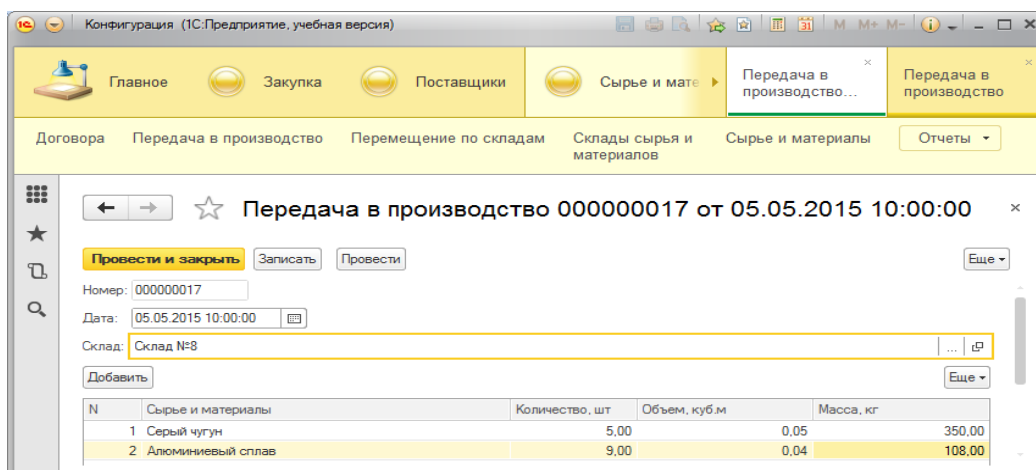 Конфигурация (1С:Предприятие, учебная версия) M M+ M-
Главное Закупка Поставщики Сырье и мате Передача в производство... Передача в производство
Договора Передача в производство Перемещение по складам Склады сырья и материалов Сырье и материалы Отчеты
Передача в производство 000000017 от 05.05.2015 10:00:00
Провести и закрыть Записать Провести Еще
Номер: 000000017
Дата: 05.05.2015 10:00:00
Склад: Склад №8 ...
Добавить Еще
N Сырье и материалы Количество, шт Объем, куб.м Масса, кг
1 Серый чугун 5,00 0,05 350,00
2 Алюминиевый сплав 9,00 0,04 108,00